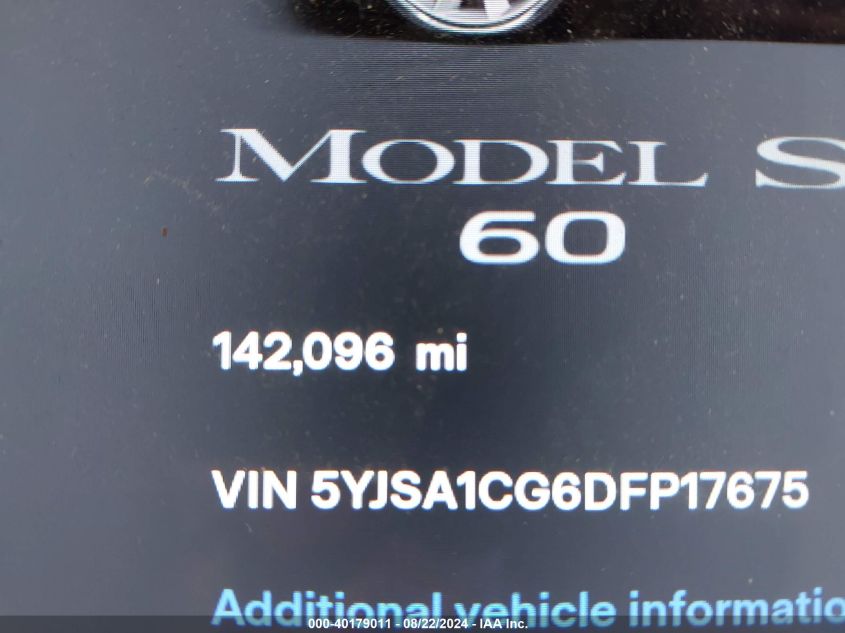 MODEL S
60
142,096 mi
VIN 5YJSA1CG6DFP17675
Additional vehicle informatio
000-40179011 - 08/22/2024 - IAA Inc.